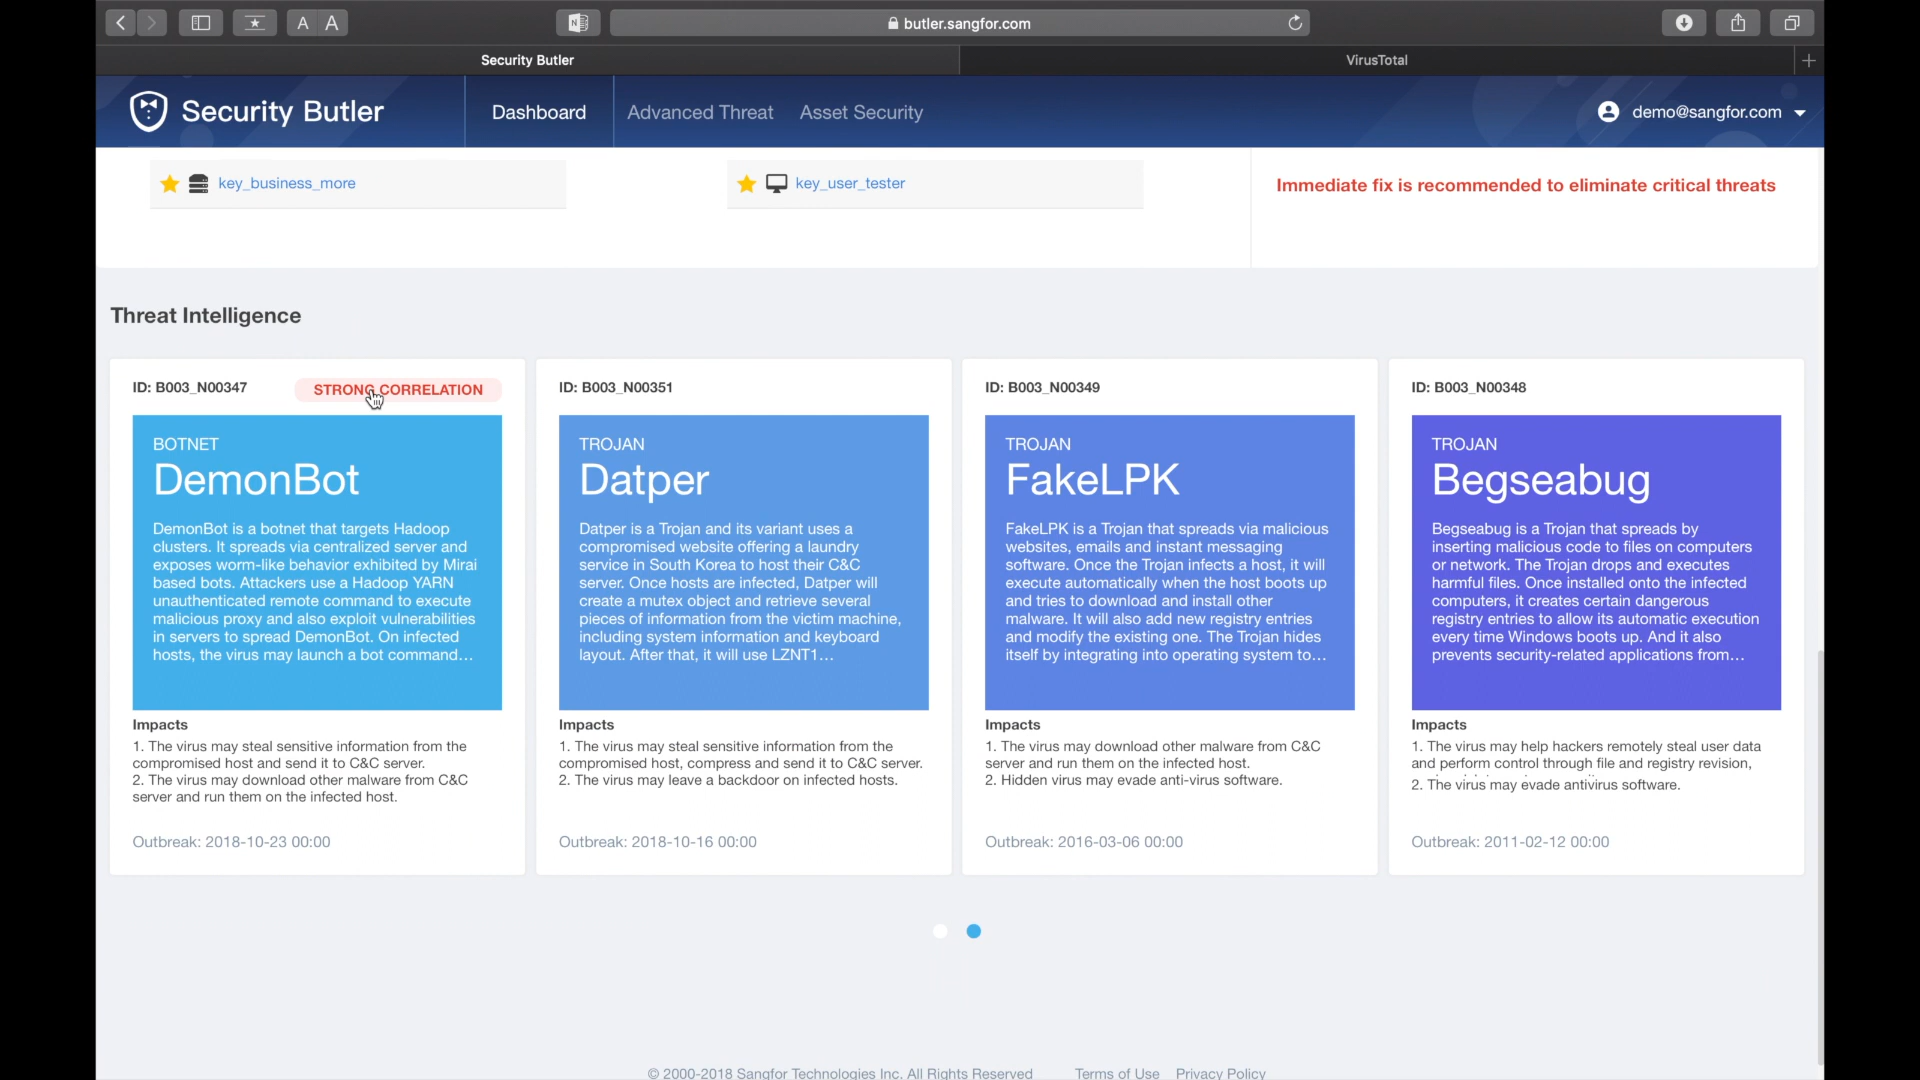 A A
N
butler.sangfor.com
Security Butler
VirusTotal
Security Butler
Dashboard
Advanced Threat
Asset Security
demo@sangfor.com
key_business_more
key_user_tester
Immediate fix is recommended to eliminate critical threats
Threat Intelligence
ID: B003_N00347
STRONG CORRELATION
BOTNET
DemonBot
DemonBot is a botnet that targets Hadoop
clusters. It spreads via centralized server and
exposes worm-like behavior exhibited by Mirai
based bots. Attackers use a Hadoop YARN
unauthenticated remote command to execute
malicious proxy and also exploit vulnerabilities
in servers to spread DemonBot. On infected
hosts, the virus may launch a bot command...
Impacts
1. The virus may steal sensitive information from the
compromised host and send it to C&C server.
2. The virus may download other malware from C&C
server and run them on the infected host.
Outbreak: 2018-10-23 00:00
ID: B003_N00351
TROJAN
Datper
Datper is a Trojan and its variant uses a
compromised website offering a laundry
service in South Korea to host their C&C
server. Once hosts are infected, Datper will
create a mutex object and retrieve several
pieces of information from the victim machine,
including system information and keyboard
layout. After that, it will use LZNT1...
Impacts
1. The virus may steal sensitive information from the
compromised host, compress and send it to C&C server.
2. The virus may leave a backdoor on infected hosts.
Outbreak: 2018-10-16 00:00
ID: B003_N00349
TROJAN
FakeLPK
FakeLPK is a Trojan that spreads via malicious
websites, emails and instant messaging
software. Once the Trojan infects a host, it will
execute automatically when the host boots up
and tries to download and install other
malware. It will also add new registry entries
and modify the existing one. The Trojan hides
itself by integrating into operating system to...
Impacts
1. The virus may download other malware from C&C
server and run them on the infected host.
2. Hidden virus may evade anti-virus software.
Outbreak: 2016-03-06 00:00
ID: B003_N00348
TROJAN
Begseabug
Begseabug is a Trojan that spreads by
inserting malicious code to files on computers
or network. The Trojan drops and executes
harmful files. Once installed onto the infected
computers, it creates certain dangerous
registry entries to allow its automatic execution
every time Windows boots up. And it also
prevents security-related applications from...
Impacts
1. The virus may help hackers remotely steal user data
and perform control through file and registry revision,
2. The virus may evade antivirus software.
Outbreak: 2011-02-12 00:00
© 2000-2018 Sangfor Technologies Inc. All Rights Reserved
Terms of Use
Privacy Policy